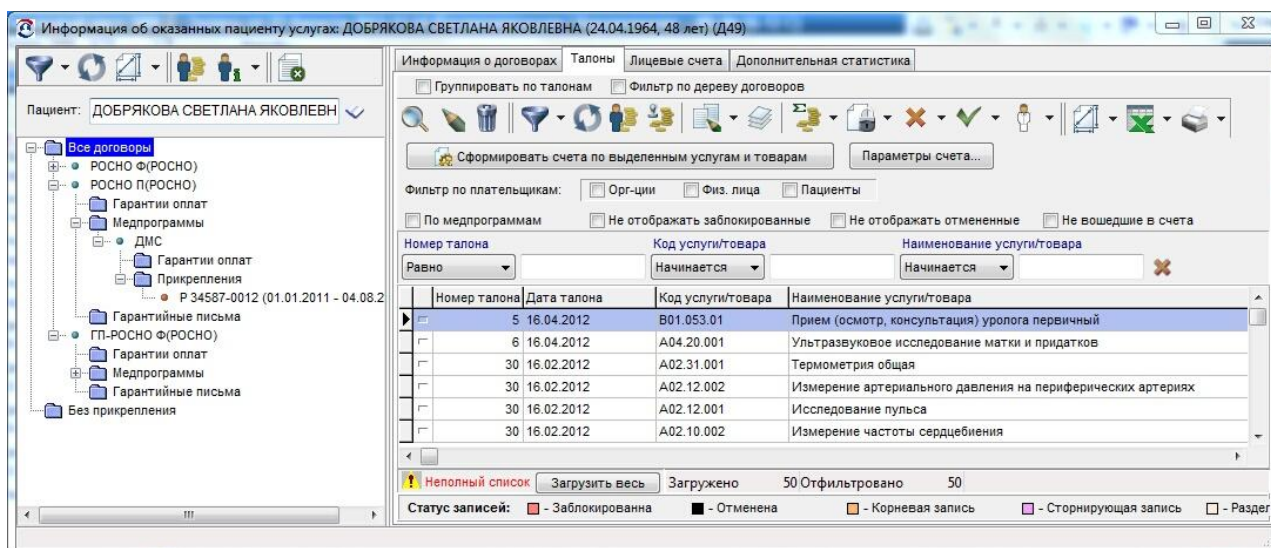 Информация об оказанных пациенту услугах: ДОБРЯКОВА СВЕТЛАНА ЯКОВЛЕВНА (24.04.1964, 48 лет) (Д49)
Пациент: ДОБРЯКОВА СВЕТЛАНА ЯКОВЛЕВН
Все договоры
РОСНО Ф(РОСНО)
РОСНО П(РОСНО)
Гарантии оплат
Медпрограммы
ДМС
Гарантии оплат
Прикрепления
Р 34587-0012 (01.01.2011 - 04.08.2
Гарантийные письма
ГП-РОСНО Ф(РОСНО)
Гарантии оплат
Медпрограммы
Гарантийные письма
Без прикрепления
Информация о договорах Талоны Лицевые счета Дополнительная статистика
Группировать по талонам Фильтр по дереву договоров
Сформировать счета по выделенным услугам и товарам Параметры счета...
Фильтр по плательщикам: Орг-ции Физ. лица Пациенты
По медпрограммам Не отображать заблокированные Не отображать отмененные Не вошедшие в счета
Номер талона Код услуги/товара Наименование услуги/товара
Равно Начинается Начинается
Номер талона Дата талона Код услуги/товара Наименование услуги/товара
5 16.04.2012 B01.053.01 Прием (осмотр, консультация) уролога первичный
6 16.04.2012 A04.20.001 Ультразвуковое исследование матки и придатков
30 16.02.2012 A02.31.001 Термометрия общая
30 16.02.2012 A02.12.002 Измерение артериального давления на периферических артериях
30 16.02.2012 A02.12.001 Исследование пульса
30 16.02.2012 A02.10.002 Измерение частоты сердцебиения
Неполный список Загрузить весь Загружено 50 Отфильтровано 50
Статус записей: - Заблокированна - Отменена - Корневая запись - Сторнирующая запись - Раздел